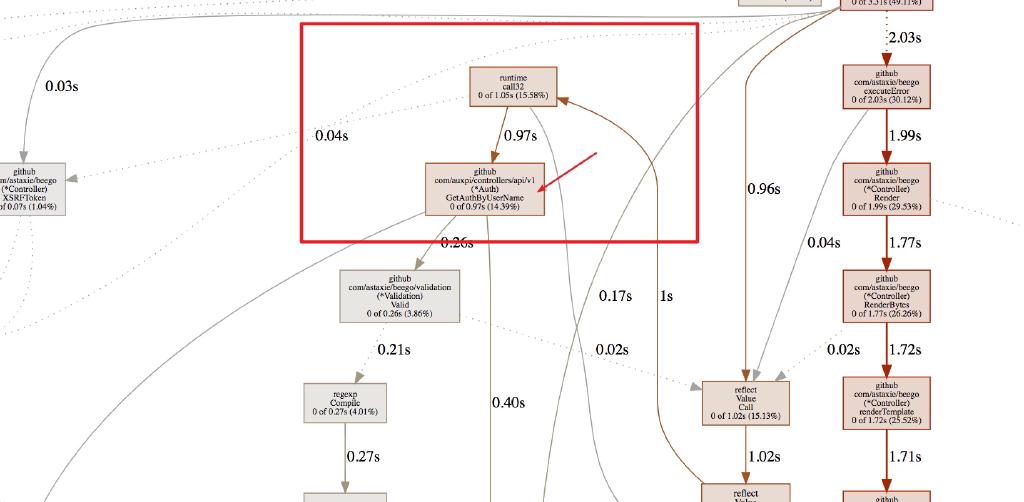 0 of 3.31s (49.11%)
2.03s
github
com/astaxie/beego
executeError
0 of 2.03s (30.12%)
0.03s
runtime
call32
0 of 1.05s (15.58%)
0.04s
0.97s
1.99s
github
com/astaxie/beego
(*Controller)
XSRFToken
of 0.07s (1.04%)
github
com/auxpi/controllers/api/v1
(*Auth)
GetAuthByUserName
0 of 0.97s (14.39%)
0.96s
github
com/astaxie/beego
(*Controller)
Render
0 of 1.99s (29.53%)
0.26s
0.04s
1.77s
github
com/astaxie/beego/validation
(*Validation)
Valid
0 of 0.26s (3.86%)
0.17s
1s
github
com/astaxie/beego
(*Controller)
RenderBytes
0 of 1.77s (26.26%)
0.21s
0.02s
0.02s
1.72s
regexp
Compile
0 of 0.27s (4.01%)
0.40s
reflect
Value
Call
0 of 1.02s (15.13%)
github
com/astaxie/beego
(*Controller)
renderTemplate
0 of 1.72s (25.52%)
0.27s
1.02s
1.71s
reflect
Value
github